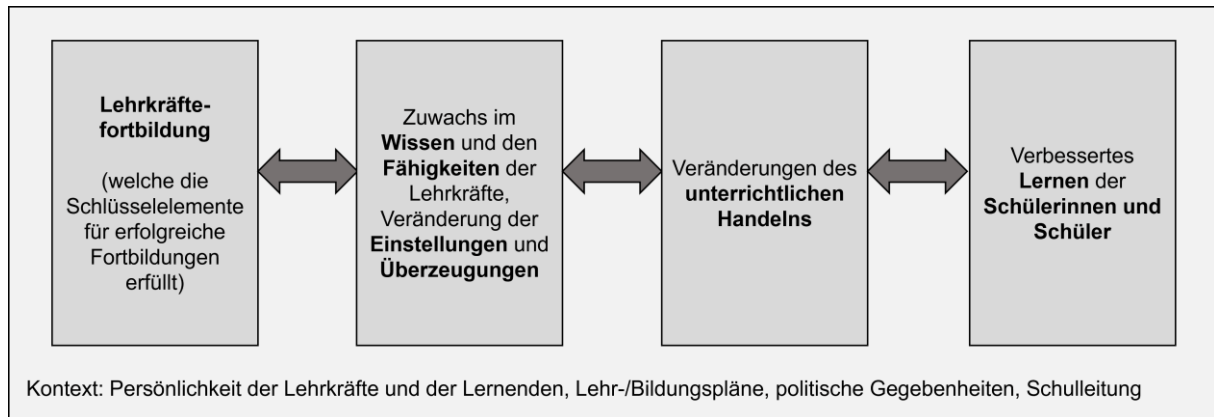 Lehrkräfte-
fortbildung
(welche die
Schlüsselelemente
für erfolgreiche
Fortbildungen
erfüllt)
Zuwachs im
Wissen und den
Fähigkeiten der
Lehrkräfte,
Veränderung der
Einstellungen und
Überzeugungen
Veränderungen des
unterrichtlichen
Handelns
Verbessertes
Lernen der
Schülerinnen und
Schüler
Kontext: Persönlichkeit der Lehrkräfte und der Lernenden, Lehr-/Bildungspläne, politische Gegebenheiten, Schulleitung